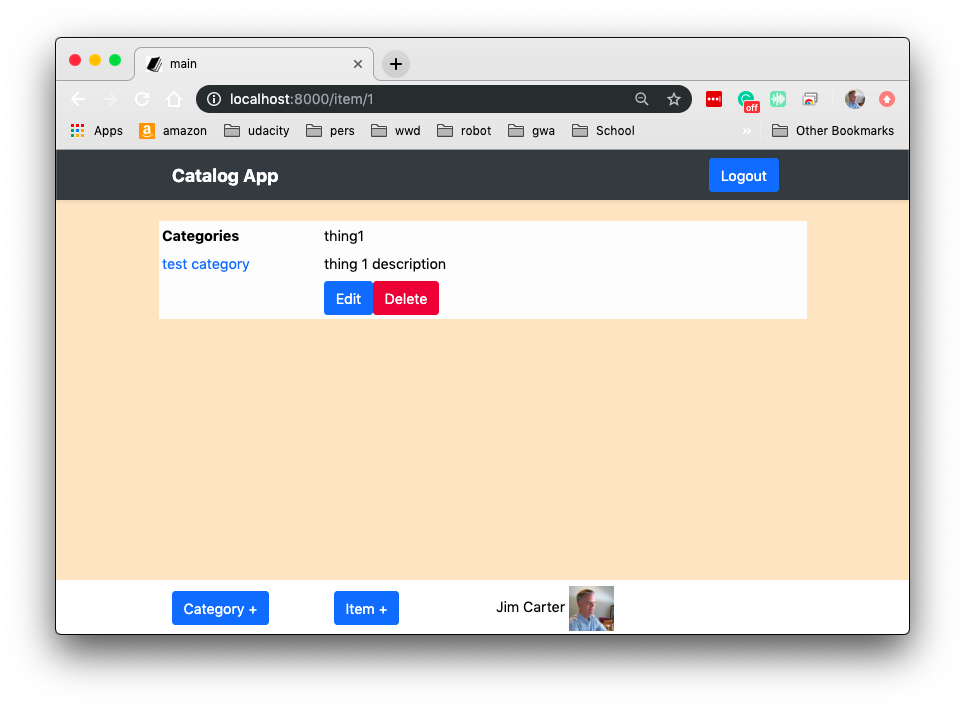 main
localhost:8000/item/1
off
Apps amazon udacity pers wwd robot gwa School » Other Bookmarks
Catalog App Logout
Categories thing1
test category thing 1 description
Edit Delete
Category + Item + Jim Carter